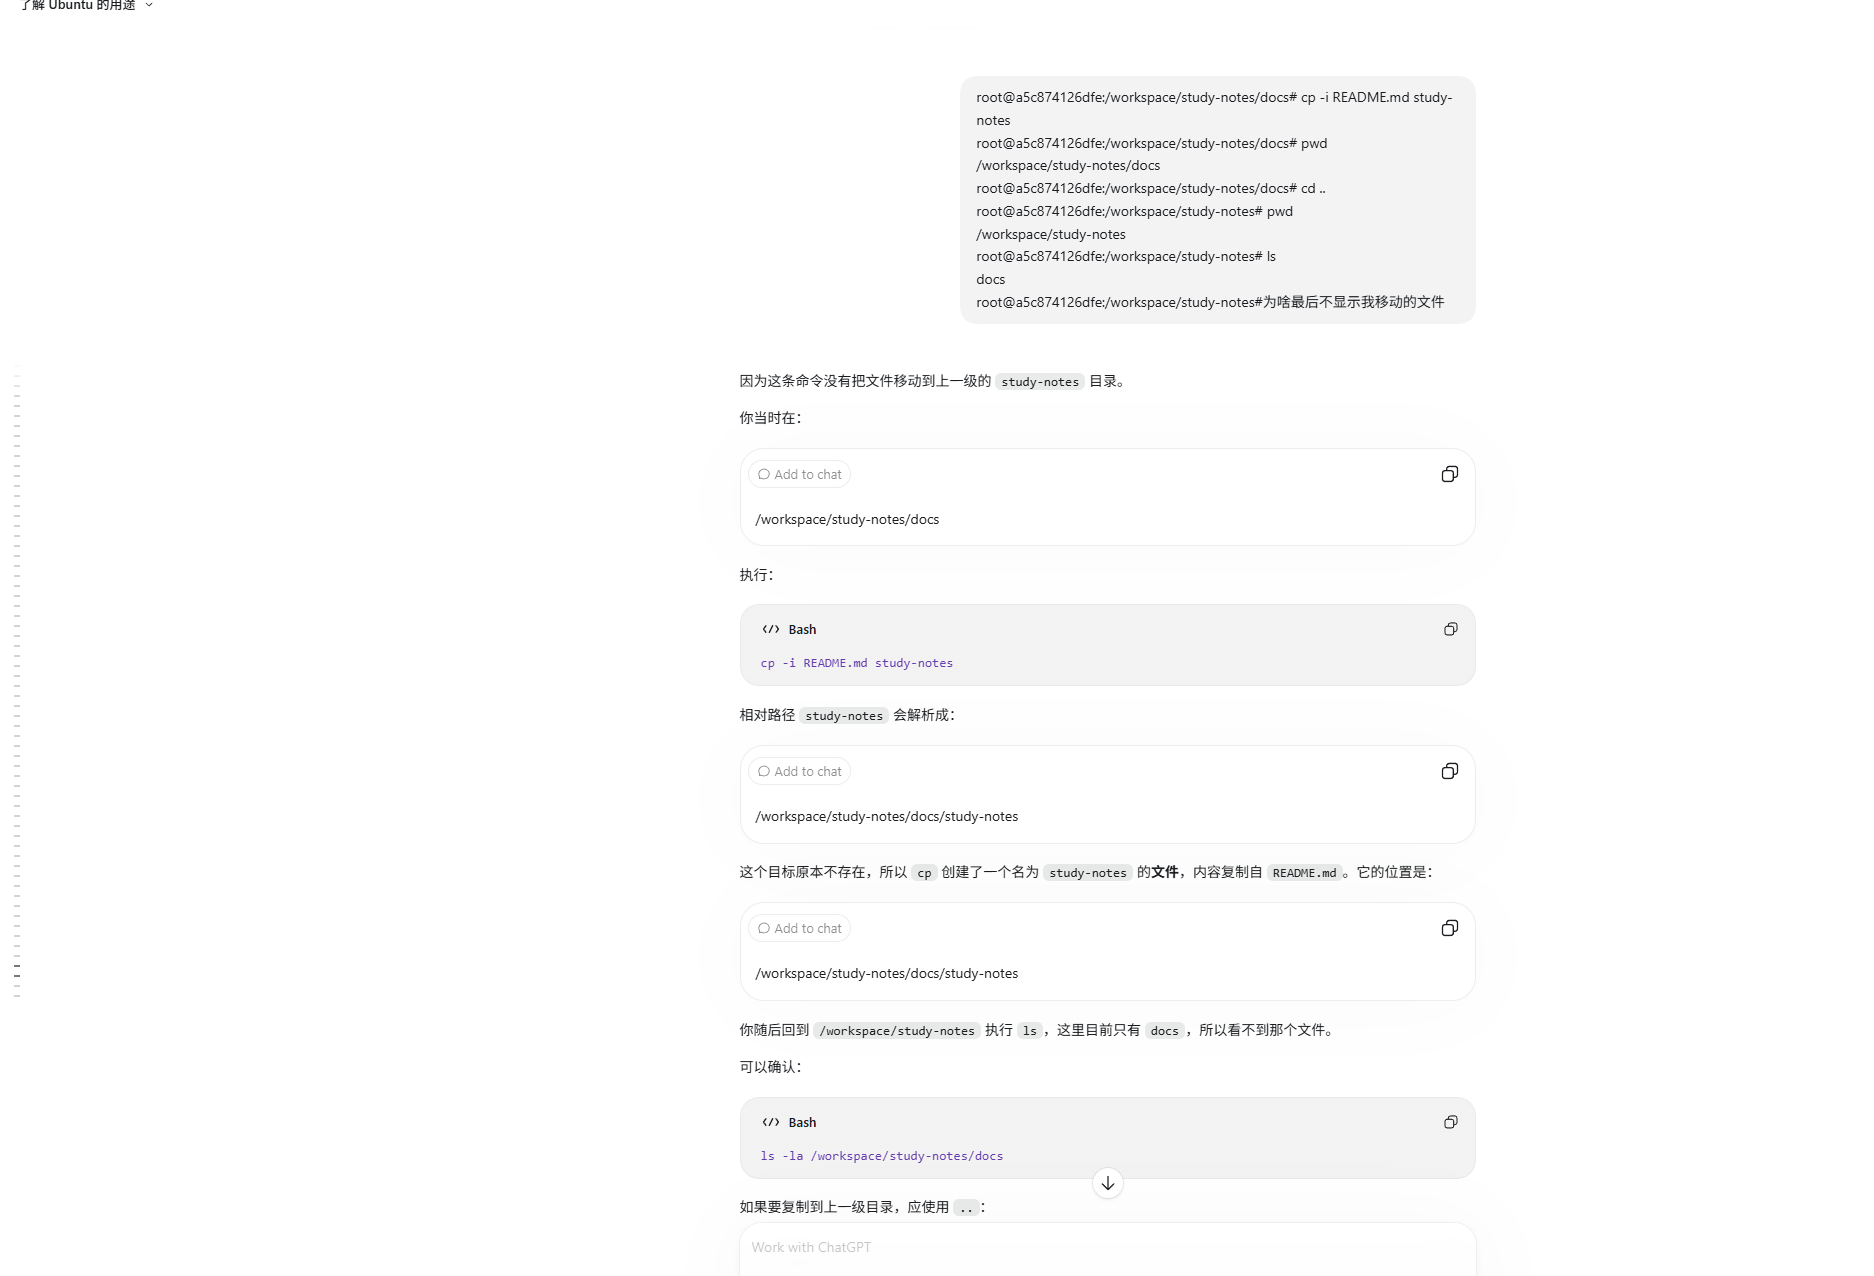 了解 Ubuntu 的用途
root@a5c874126dfe:/workspace/study-notes/docs# cp -i README.md study-
notes
root@a5c874126dfe:/workspace/study-notes/docs# pwd
/workspace/study-notes/docs
root@a5c874126dfe:/workspace/study-notes/docs# cd ..
root@a5c874126dfe:/workspace/study-notes# pwd
/workspace/study-notes
root@a5c874126dfe:/workspace/study-notes# ls
docs
root@a5c874126dfe:/workspace/study-notes#为啥最后不显示我移动的文件
因为这条命令没有把文件移动到上一级的 study-notes 目录。
你当时在：
Add to chat
/workspace/study-notes/docs
执行：
Bash
cp -i README.md study-notes
相对路径 study-notes 会解析成：
Add to chat
/workspace/study-notes/docs/study-notes
这个目标原本不存在，所以 cp 创建了一个名为 study-notes 的文件，内容复制自 README.md。它的位置是：
Add to chat
/workspace/study-notes/docs/study-notes
你随后回到 /workspace/study-notes 执行 ls，这里目前只有 docs，所以看不到那个文件。
可以确认：
Bash
ls -la /workspace/study-notes/docs
如果要复制到上一级目录，应使用 ..：
Work with ChatGPT